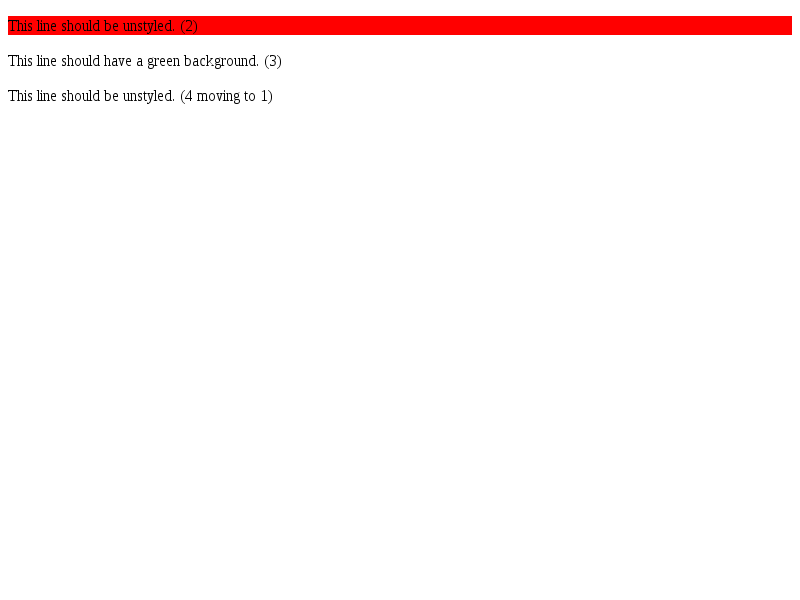 This line should be unstyled. (2)
This line should have a green background. (3)
This line should be unstyled. (4 moving to 1)